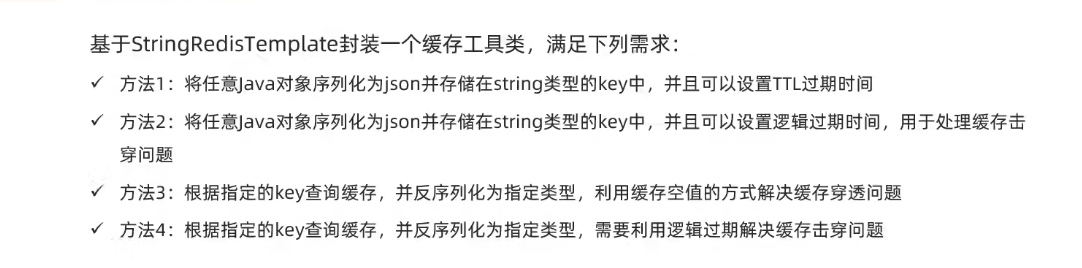 基于StringRedisTemplate封装一个缓存工具类，满足下列需求：
✓ 方法1：将任意Java对象序列化为json并存储在string类型的key中，并且可以设置TTL过期时间
✓ 方法2：将任意Java对象序列化为json并存储在string类型的key中，并且可以设置逻辑过期时间，用于处理缓存击
穿问题
✓ 方法3：根据指定的key查询缓存，并反序列化为指定类型，利用缓存空值的方式解决缓存穿透问题
✓ 方法4：根据指定的key查询缓存，并反序列化为指定类型，需要利用逻辑过期解决缓存击穿问题